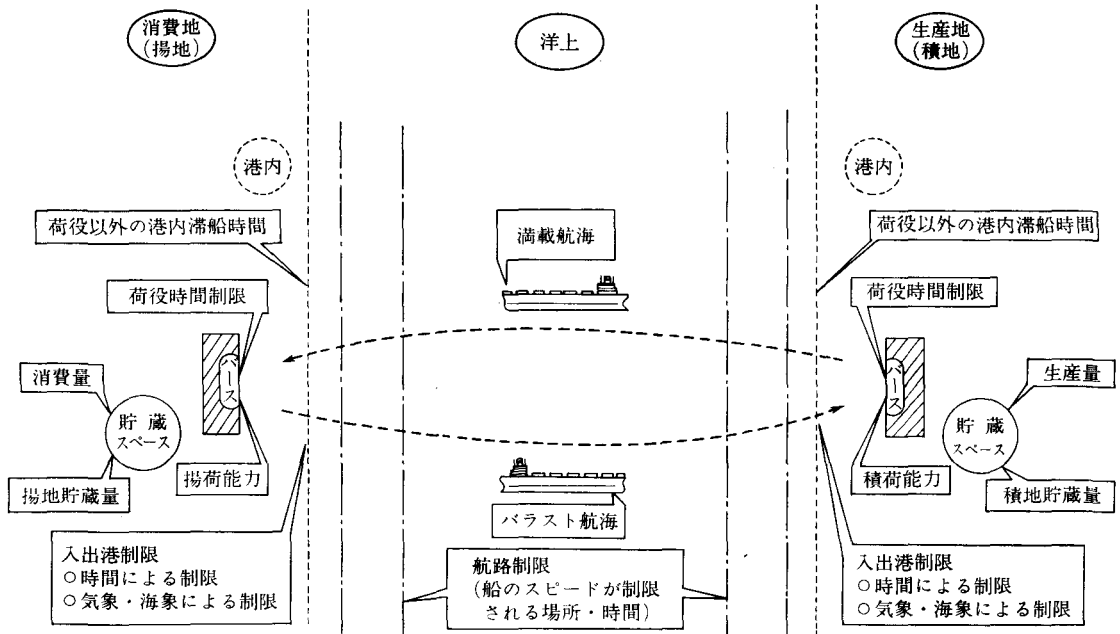 消費地
(揚地)
洋上
生産地
(積地)
港内
港内
荷役以外の港内滞船時間
満載航海
荷役以外の港内滞船時間
荷役時間制限
荷役時間制限
バース
バース
消費量
生産量
貯蔵
スペース
貯蔵
スペース
揚地貯蔵量
揚荷能力
積荷能力
積地貯蔵量
バラスト航海
入出港制限
○時間による制限
○気象・海象による制限
航路制限
(船のスピードが制限
される場所・時間)
入出港制限
○時間による制限
○気象・海象による制限